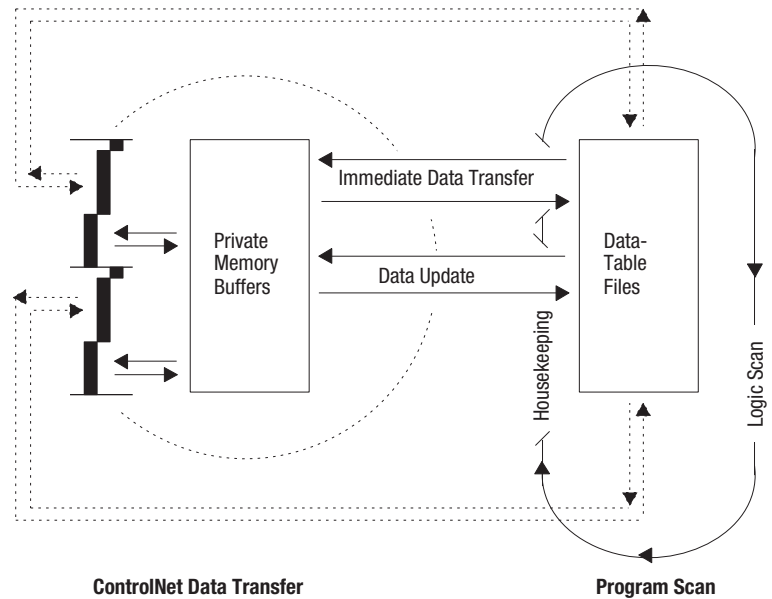 Immediate Data Transfer
Private
Memory
Buffers
Data-
Table
Files
Data Update
Housekeeping
Logic Scan
ControlNet Data Transfer
Program Scan